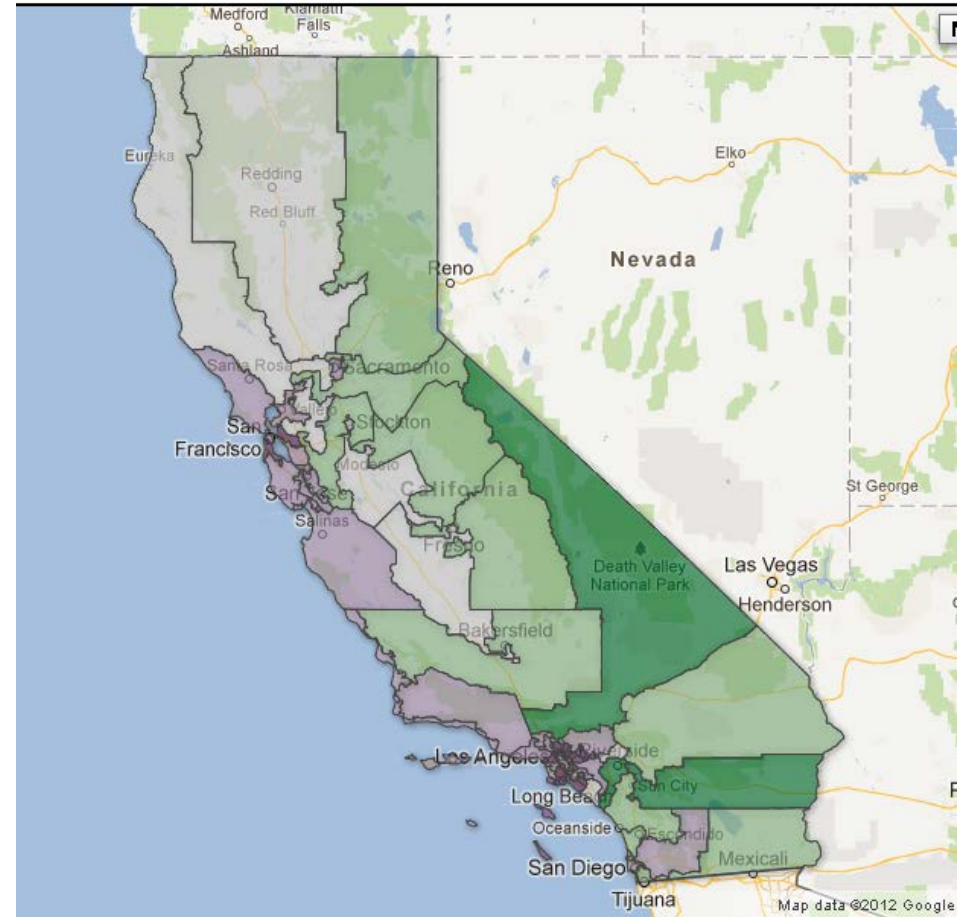 Medford
Klamath
Falls
Ashland
Eureka
Redding
Red Bluff
Elko
Reno
Nevada
Santa Rosa
Sacramento
Vallejo
Stockton
San
Francisco
Modesto
San Jose
California
Salinas
Fresno
St George
Death Valley
National Park
Las Vegas
Henderson
Bakersfield
Los Angeles
Riverside
Sun City
Long Beach
Oceanside
Escondido
San Diego
Mexicali
Tijuana
Map data ©2012 Google